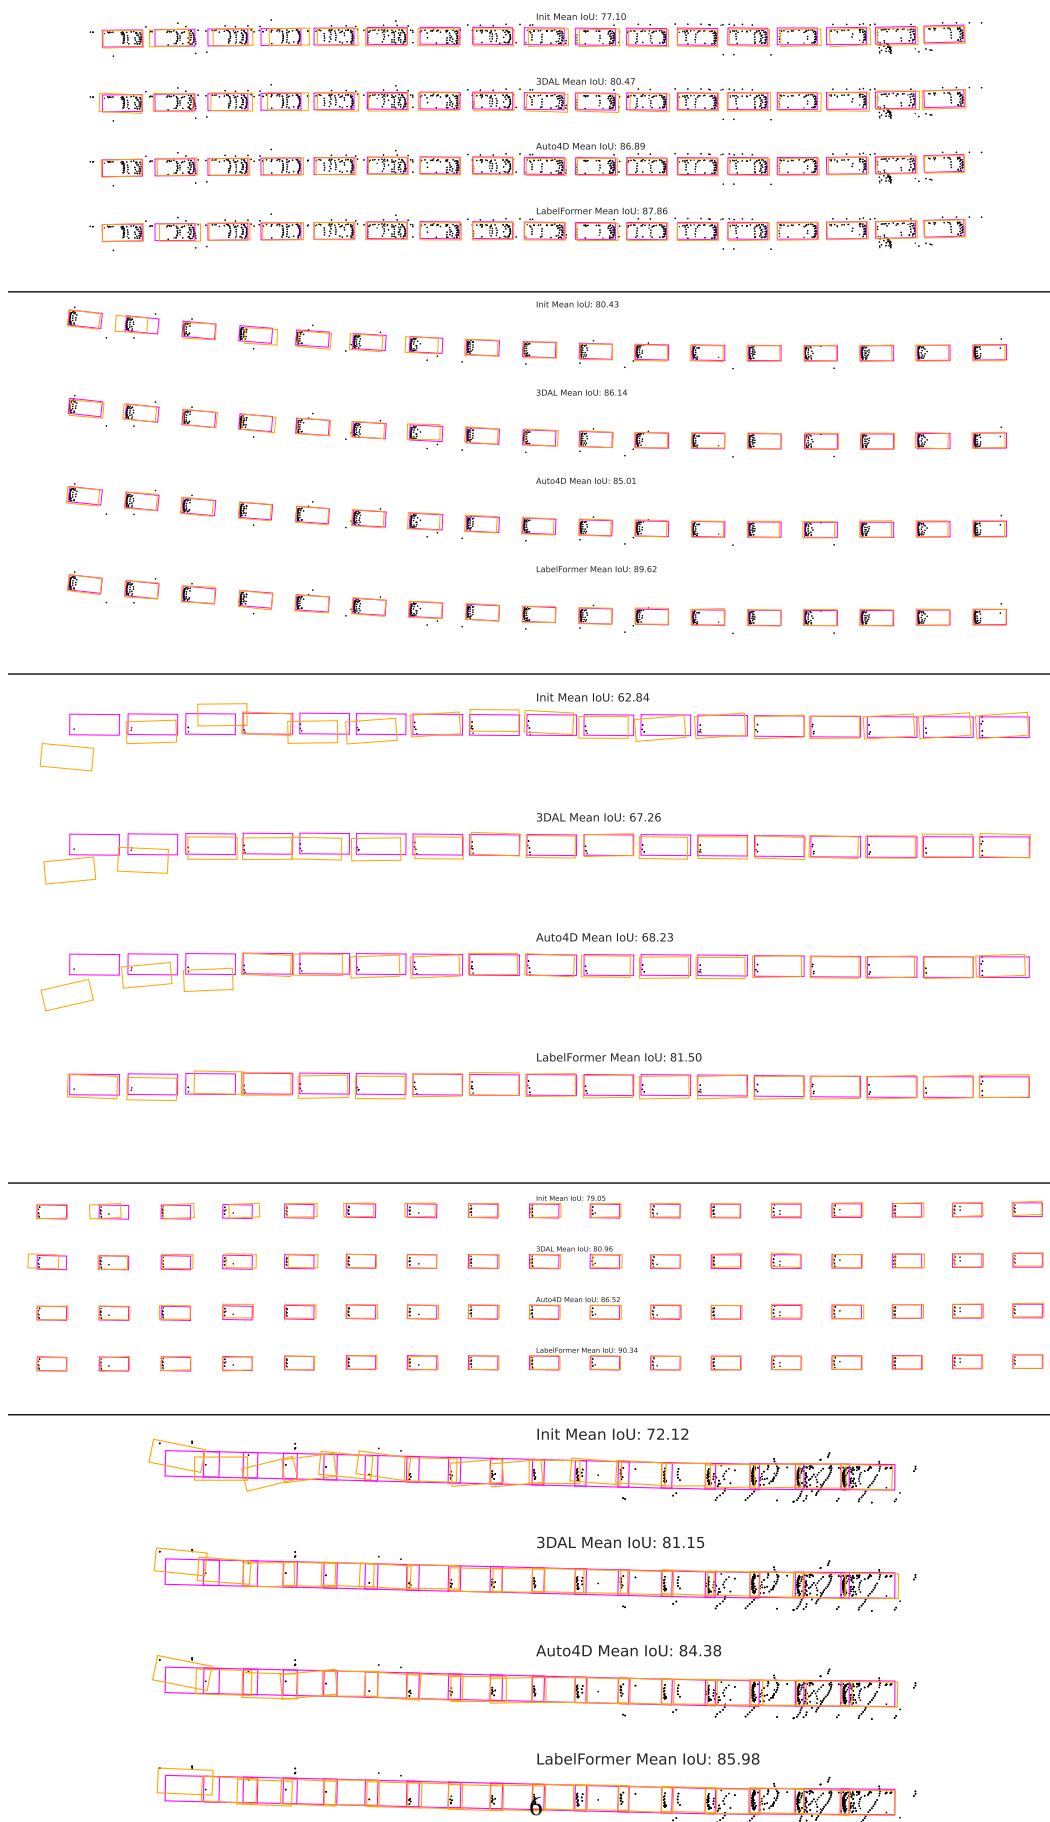 Init Mean IoU: 77.10
3DAL Mean IoU: 80.47
Auto4D Mean IoU: 86.89
LabelFormer Mean IoU: 87.86
Init Mean IoU: 80.43
3DAL Mean IoU: 86.14
Auto4D Mean IoU: 85.01
LabelFormer Mean IoU: 89.62
Init Mean IoU: 62.84
3DAL Mean IoU: 67.26
Auto4D Mean IoU: 68.23
LabelFormer Mean IoU: 81.50
Init Mean IoU: 79.05
3DAL Mean IoU: 80.96
Auto4D Mean IoU: 86.52
LabelFormer Mean IoU: 90.34
Init Mean IoU: 72.12
3DAL Mean IoU: 81.15
Auto4D Mean IoU: 84.38
LabelFormer Mean IoU: 85.98
6